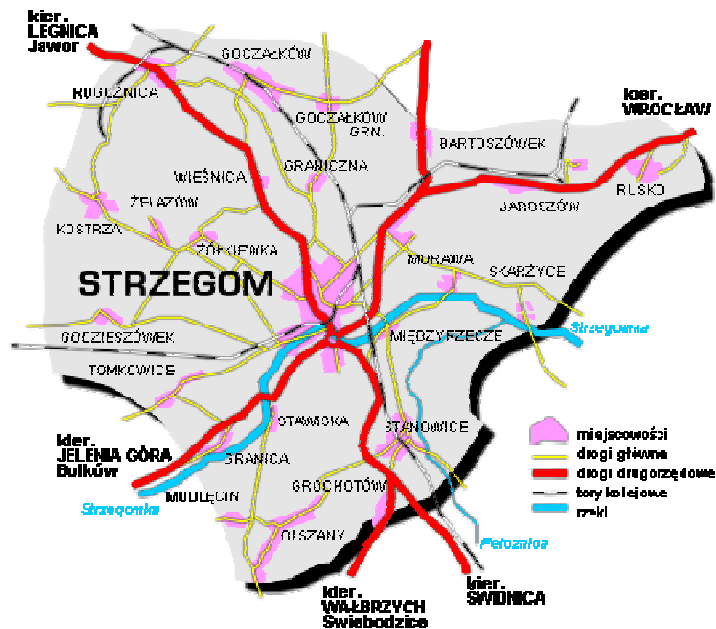 kier.
LEGNICA
Jawor
GOCZAŁKÓW
kier.
WROCŁAW
ROGOŹNICA
GOCZAŁKÓW
GRN.
BARTOSZÓWEK
GRANICZNA
WIEŚNICA
RUSKO
ŻELAZÓW
JAROSZÓW
KOSTRZA
ŻÓŁKIEWKA
MORAWA
SKARŻYCE
STRZEGOM
Strzegomka
GOCZIESZÓWEK
MIĘDZYRZECZE
TOMKOWICE
STAWISKA
STANOWICE
kier.
JELENIA GÓRA
Bolków
GRANICA
GROCHOTÓW
MODLĘCIN
Strzegomka
OLSZANY
Pełcznica
miejscowości
drogi główne
drogi drugorzędowe
tory kolejowe
rzeki
kier.
WAŁBRZYCH
Świebodzice
kier.
ŚWIDNICA